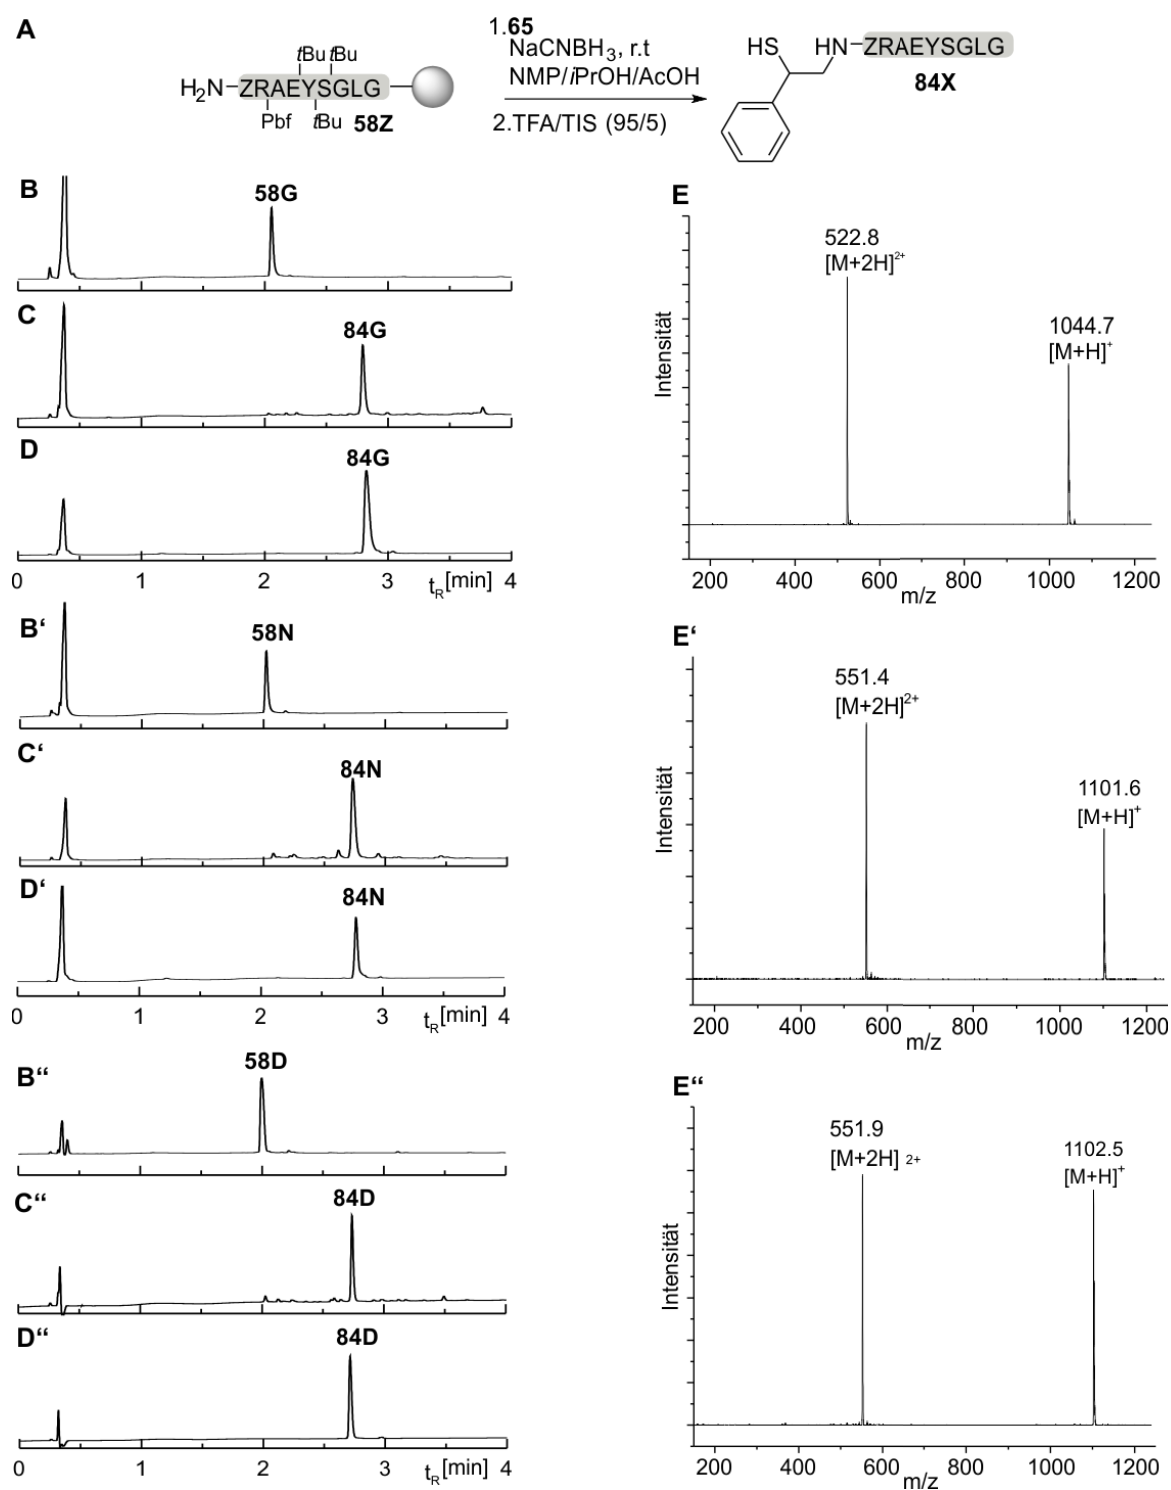 A
1.65
NaCNBH₃, r.t
NMP/iPrOH/AcOH
2.TFA/TIS (95/5)
tBu tBu
H₂N ZRAEYSGLG
Pbf tBu 58Z
HS HN ZRAEYSGLG
84X
B
58G
C
84G
D
84G
0 1 2 3 4
tR[min]
E
522.8
[M+2H]²⁺
1044.7
[M+H]⁺
Intensität
200 400 600 800 1000 1200
m/z
B‘
58N
C‘
84N
D‘
84N
0 1 2 3 4
tR[min]
E‘
551.4
[M+2H]²⁺
1101.6
[M+H]⁺
Intensität
200 400 600 800 1000 1200
m/z
B“
58D
C“
84D
D“
84D
0 1 2 3 4
tR[min]
E“
551.9
[M+2H] ²⁺
1102.5
[M+H]⁺
Intensität
200 400 600 800 1000 1200
m/z